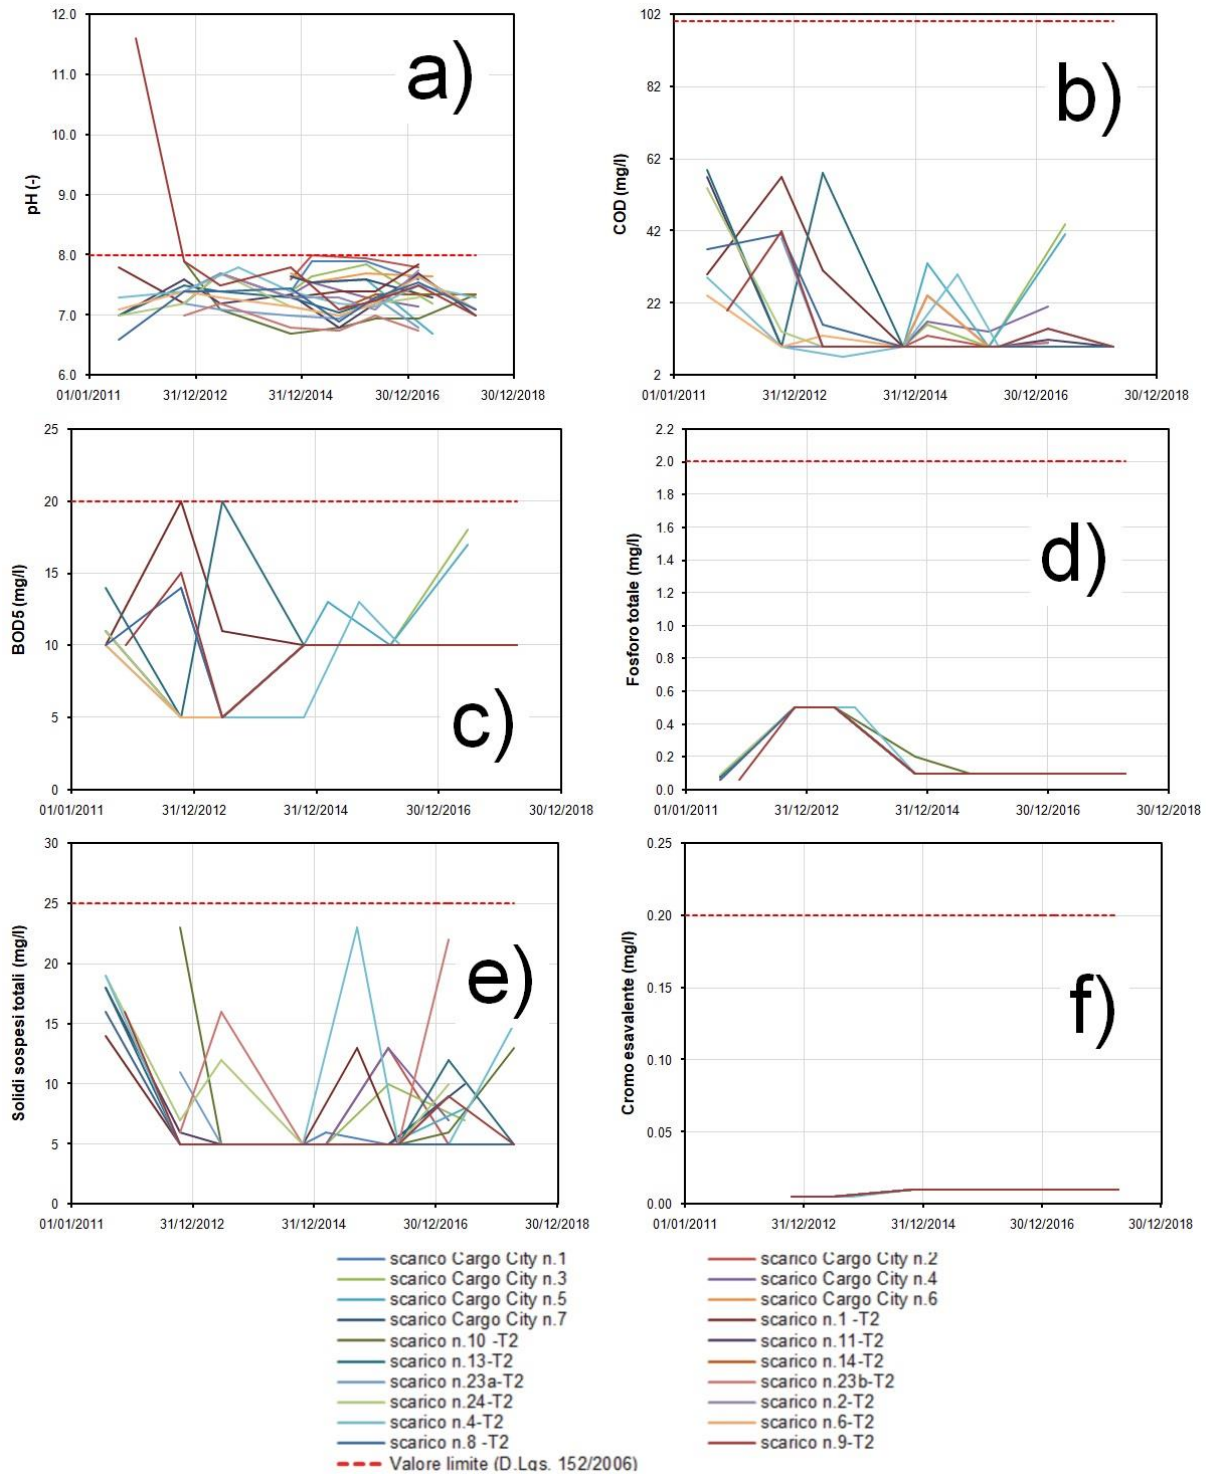 12.0
11.0
10.0
9.0
8.0
7.0
6.0
pH (-)
a)
01/01/2011 31/12/2012 31/12/2014 30/12/2016 30/12/2018
102
82
62
42
22
2
COD (mg/l)
b)
01/01/2011 31/12/2012 31/12/2014 30/12/2016 30/12/2018
25
20
15
10
5
0
BOD5 (mg/l)
c)
01/01/2011 31/12/2012 31/12/2014 30/12/2016 30/12/2018
2.2
2.0
1.8
1.6
1.4
1.2
1.0
0.8
0.6
0.4
0.2
0.0
Fosforo totale (mg/l)
d)
01/01/2011 31/12/2012 31/12/2014 31/12/2016 30/12/2018
30
25
20
15
10
5
0
Solidi sospesi totali (mg/l)
e)
01/01/2011 31/12/2012 31/12/2014 30/12/2016 30/12/2018
0.25
0.20
0.15
0.10
0.05
0.00
Cromo esavalente (mg/l)
f)
01/01/2011 31/12/2012 31/12/2014 30/12/2016 30/12/2018
scarico Cargo City n.1
scarico Cargo City n.2
scarico Cargo City n.3
scarico Cargo City n.4
scarico Cargo City n.5
scarico Cargo City n.6
scarico Cargo City n.7
scarico n.1 -T2
scarico n.10 -T2
scarico n.11-T2
scarico n.13-T2
scarico n.14-T2
scarico n.23a-T2
scarico n.23b-T2
scarico n.24-T2
scarico n.2-T2
scarico n.4-T2
scarico n.6-T2
scarico n.8 -T2
scarico n.9-T2
Valore limite (D.Lgs. 152/2006)